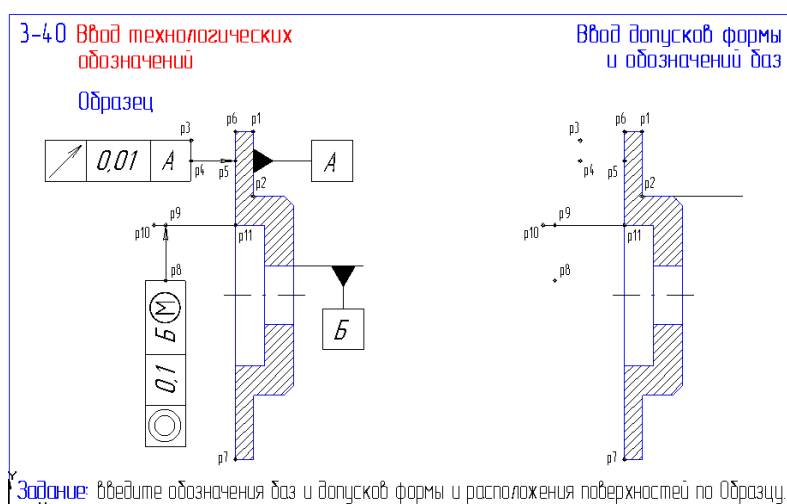 3-40 Ввод технологических
обозначений
Ввод допусков формы
и обозначений баз
Образец
p6 p1
p3
0,01 А
p4 p5
А
p2
p10 p9
p11
p8
0,1 Б М
Б
p7
p6 p1
p3
p4 p5
p2
p10 p9
p11
p8
p7
Y
Задание: введите обозначения баз и допусков формы и расположения поверхностей по Образцу.